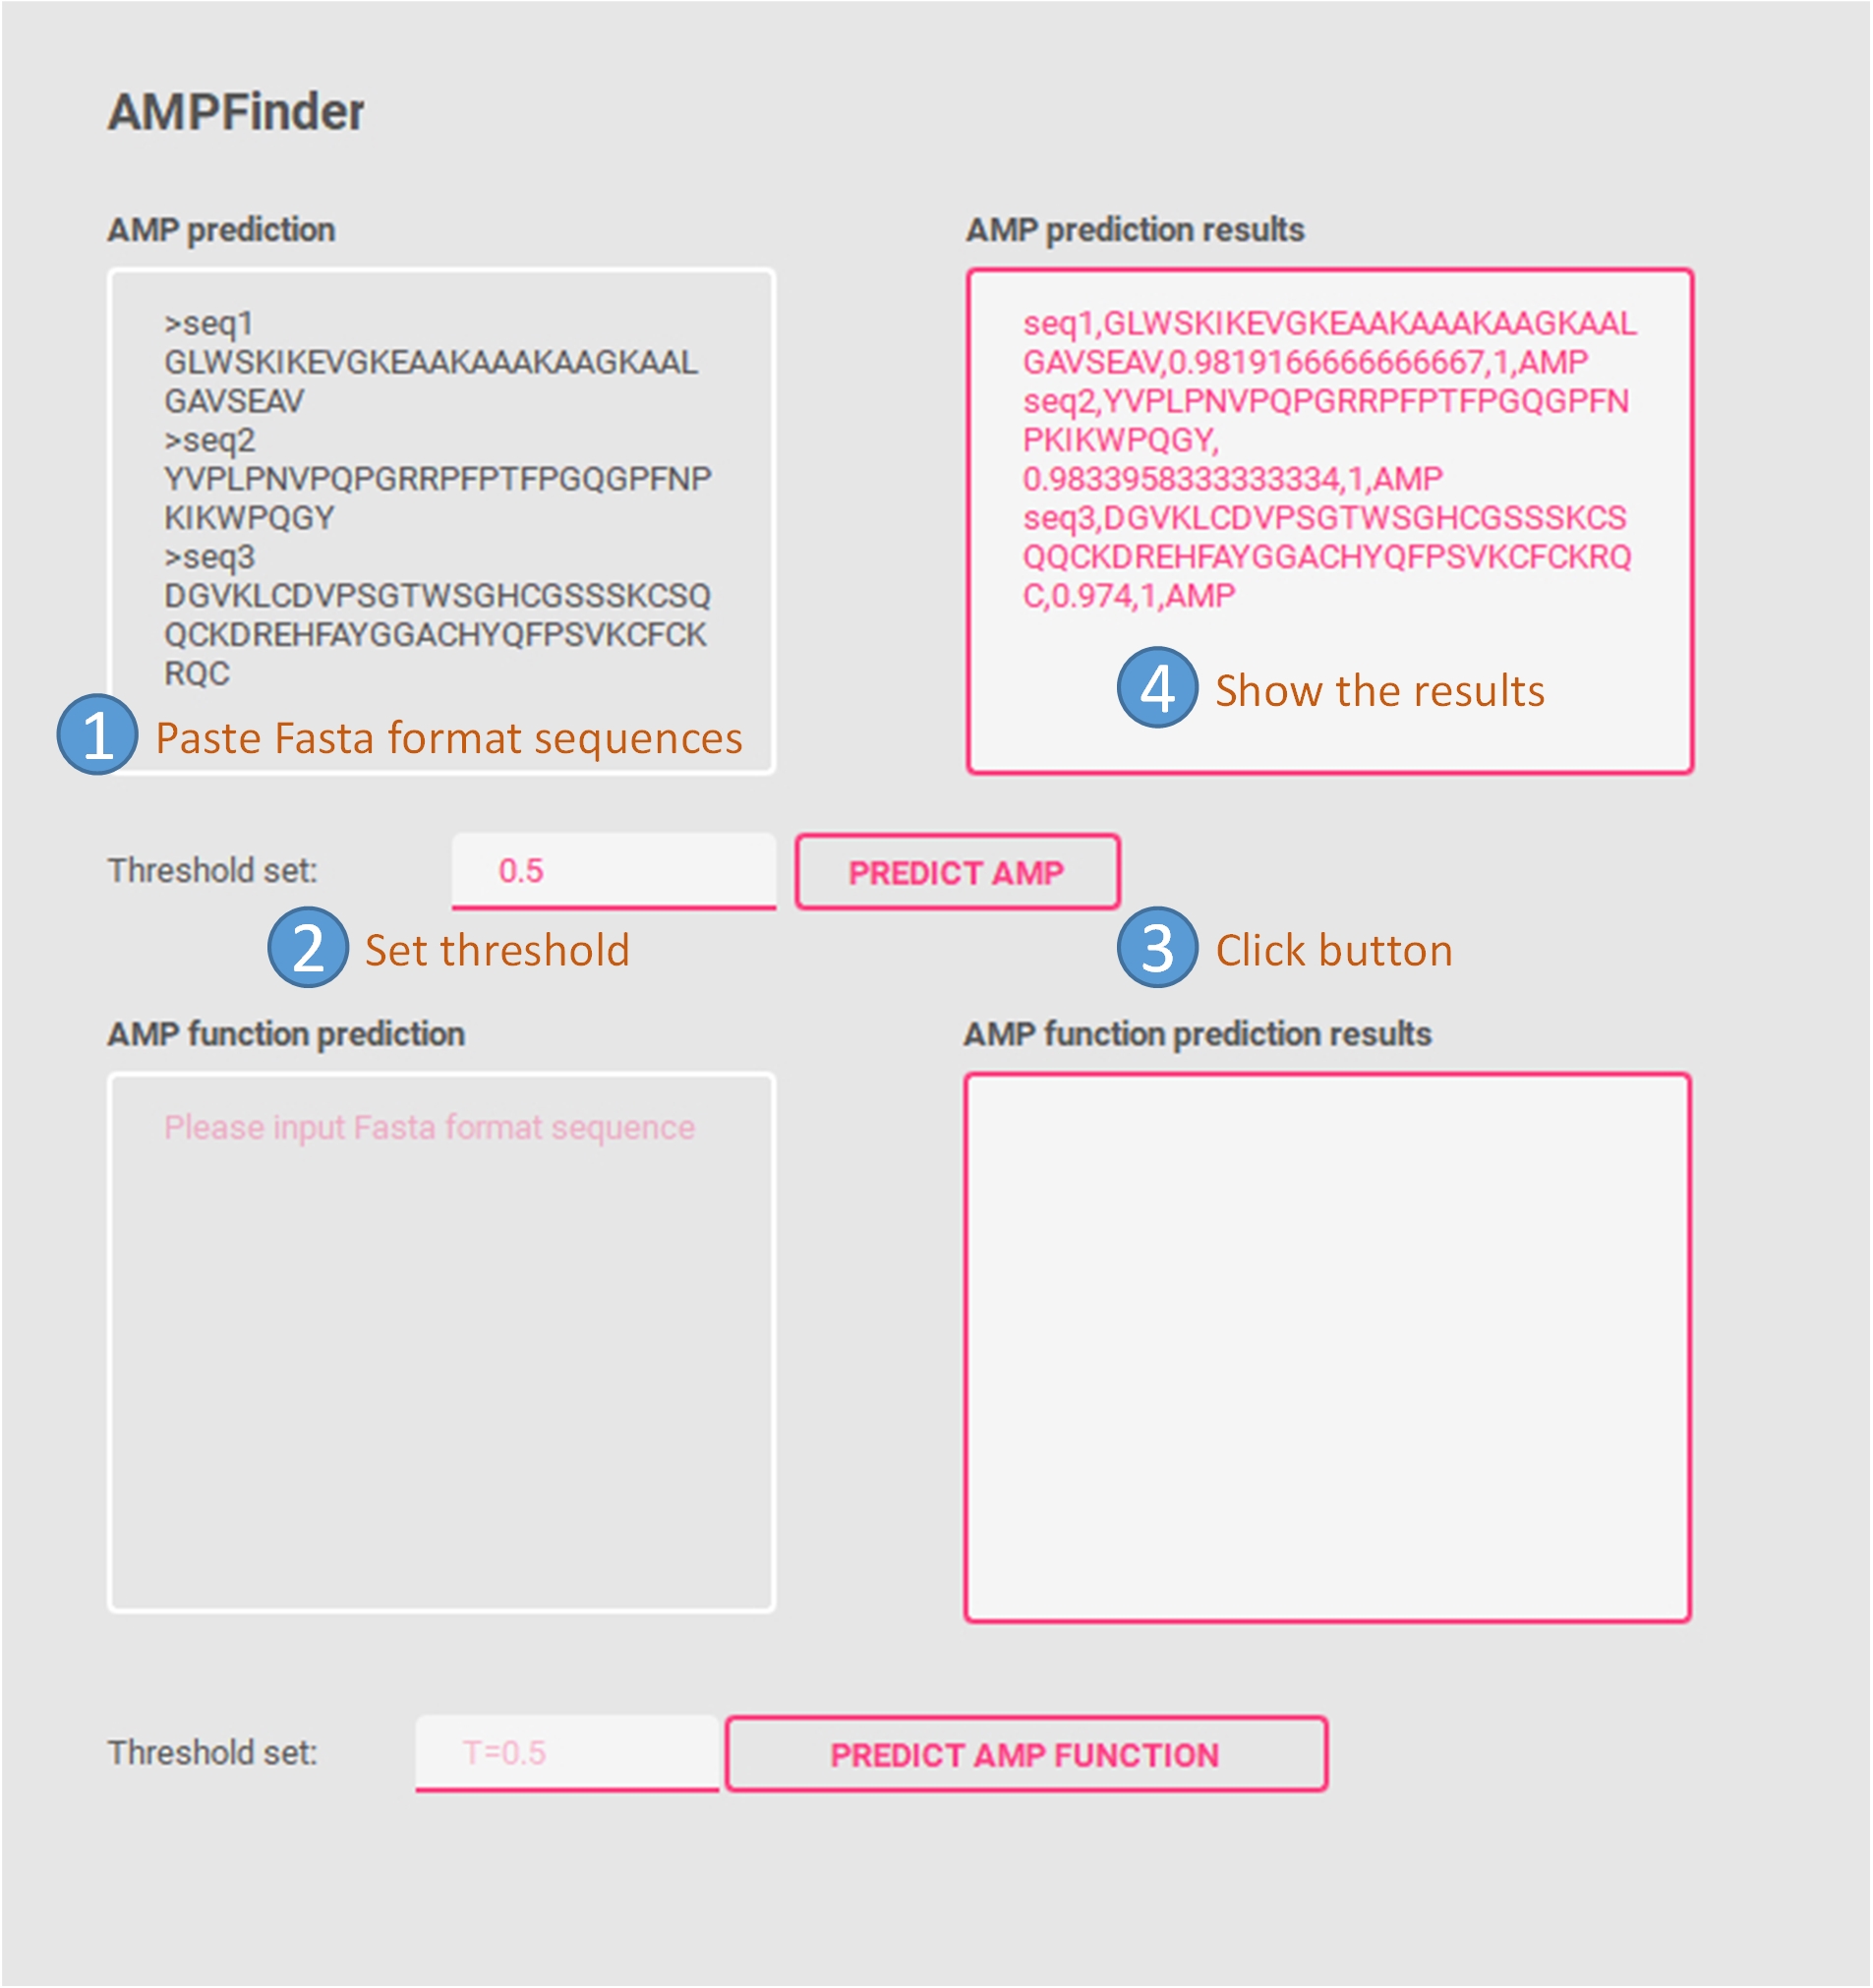 AMPFinder
AMP prediction
>seq1
GLWSKIKEVGKEAAKAAAKAAGKAAL
GAVSEAV
>seq2
YVPLPNVPQPGRRPFPTFPGQGPFNP
KIKWPQGY
>seq3
DGVKLCDVPSGTWSGHCGSSSKCSQ
QCKDREHFAYGGACHYQFPSVKCFCK
RQC
1 Paste Fasta format sequences
AMP prediction results
seq1,GLWSKIKEVGKEAAKAAAKAAGKAAL
GAVSEAV,0.9819166666666667,1,AMP
seq2,YVPLPNVPQPGRRPFPTFPGQGPFN
PKIKWPQGY,
0.9833958333333334,1,AMP
seq3,DGVKLCDVPSGTWSGHCGSSSKCS
QQCKDREHFAYGGACHYQFPSVKCFCKRQ
C,0.974,1,AMP
4 Show the results
Threshold set:
0.5
PREDICT AMP
2 Set threshold
3 Click button
AMP function prediction
Please input Fasta format sequence
AMP function prediction results
Threshold set:
T=0.5
PREDICT AMP FUNCTION